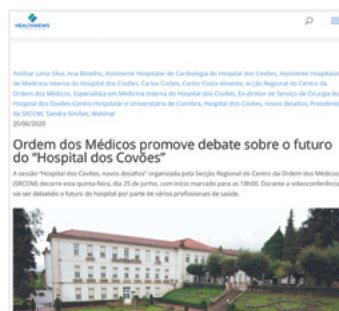 HEALTHNEWS
Amílcar Lima Silva, Ana Botelho, Assistente Hospitalar de Cardiologia do Hospital dos Covões, Assistente Hospitalar
de Medicina Interna do Hospital dos Covões, Carlos Cortes, Carlos Costa Almeida, ecção Regional do Centro da
Ordem dos Médicos, Especialista em Medicina Interna do Hospital dos Covões, Ex-diretor de Serviço de Cirurgia do
Hospital dos Covões-Centro Hospitalar e Universitário de Coimbra, Hospital dos Covões, novos desafios, Presidente
da SRCOM, Sandra Simões, Webinar
25/06/2020
Ordem dos Médicos promove debate sobre o futuro
do “Hospital dos Covões”
A sessão “Hospital dos Covões, novos desafios” organizada pela Secção Regional do Centro da Ordem dos Médicos
(SRCOM) decorre esta quinta-feira, dia 25 de junho, com início marcado para as 18h00. Durante a videoconferência
vai ser debatido o futuro do hospital por parte de vários profissionais de saúde.